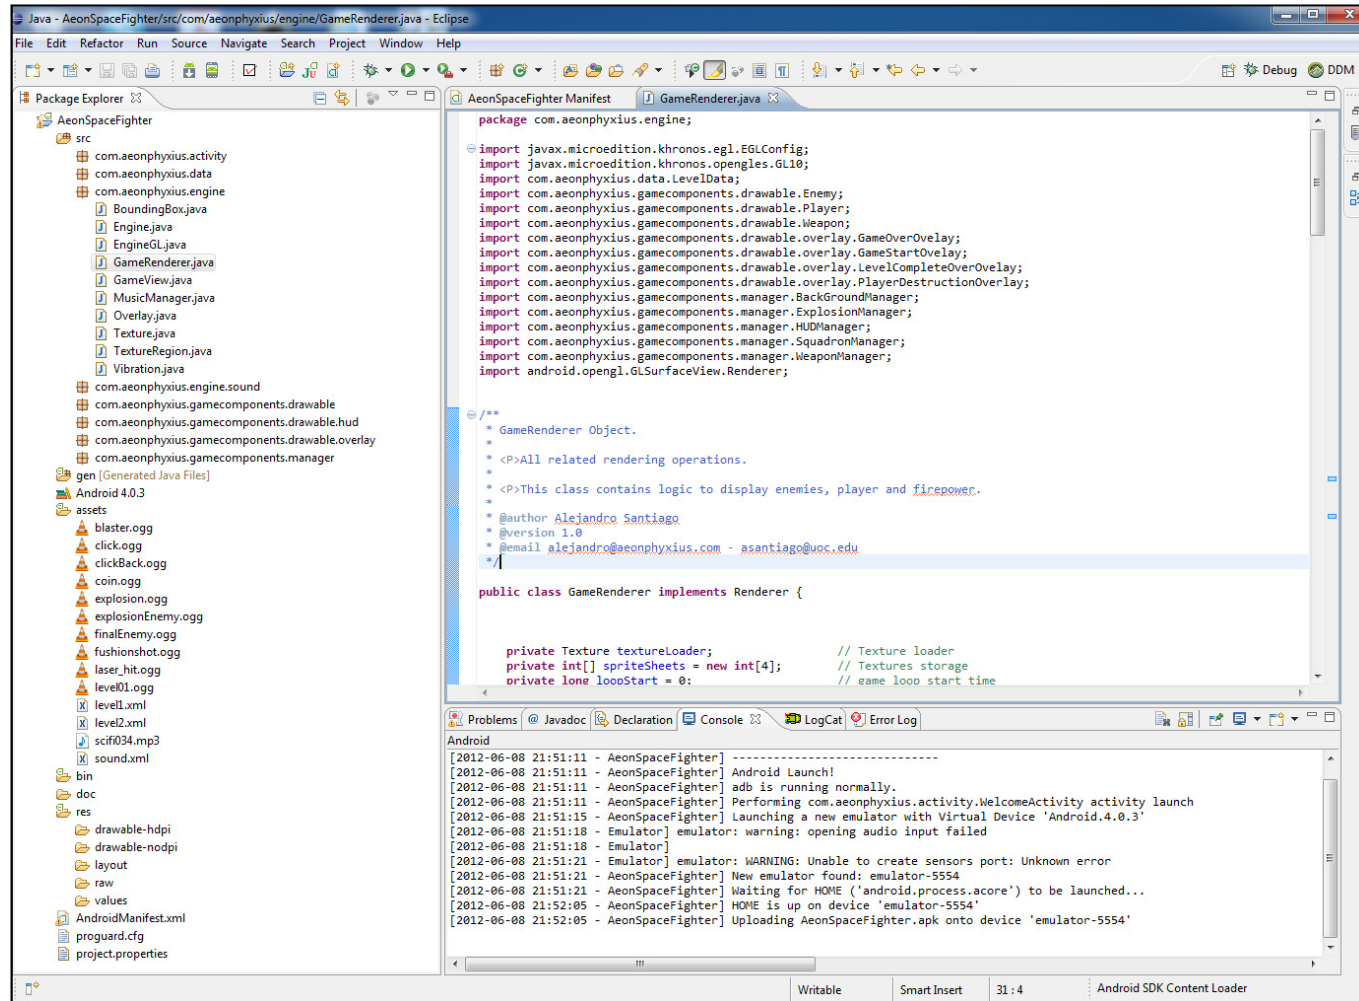 Java - AeonSpaceFighter/src/com/aeonphyxius/engine/GameRenderer.java - Eclipse
File Edit Refactor Run Source Navigate Search Project Window Help
Debug DDM
Package Explorer
AeonSpaceFighter
src
com.aeonphyxius.activity
com.aeonphyxius.data
com.aeonphyxius.engine
BoundingBox.java
Engine.java
EngineGL.java
GameRenderer.java
GameView.java
MusicManager.java
Overlay.java
Texture.java
TextureRegion.java
Vibration.java
com.aeonphyxius.engine.sound
com.aeonphyxius.gamecomponents.drawable
com.aeonphyxius.gamecomponents.drawable.hud
com.aeonphyxius.gamecomponents.drawable.overlay
com.aeonphyxius.gamecomponents.manager
gen [Generated Java Files]
Android 4.0.3
assets
blaster.ogg
click.ogg
clickBack.ogg
coin.ogg
explosion.ogg
explosionEnemy.ogg
finalEnemy.ogg
fushionshot.ogg
laser_hit.ogg
level01.ogg
level1.xml
level2.xml
scifi034.mp3
sound.xml
bin
doc
res
drawable-hdpi
drawable-nodpi
layout
raw
values
AndroidManifest.xml
proguard.cfg
project.properties
AeonSpaceFighter Manifest GameRenderer.java
package com.aeonphyxius.engine;
import javax.microedition.khronos.egl.EGLConfig;
import javax.microedition.khronos.opengles.GL10;
import com.aeonphyxius.data.LevelData;
import com.aeonphyxius.gamecomponents.drawable.Enemy;
import com.aeonphyxius.gamecomponents.drawable.Player;
import com.aeonphyxius.gamecomponents.drawable.Weapon;
import com.aeonphyxius.gamecomponents.drawable.overlay.GameOverOvelay;
import com.aeonphyxius.gamecomponents.drawable.overlay.GameStartOvelay;
import com.aeonphyxius.gamecomponents.drawable.overlay.LevelCompleteOverOvelay;
import com.aeonphyxius.gamecomponents.drawable.overlay.PlayerDestructionOverlay;
import com.aeonphyxius.gamecomponents.manager.BackGroundManager;
import com.aeonphyxius.gamecomponents.manager.ExplosionManager;
import com.aeonphyxius.gamecomponents.manager.HUDManager;
import com.aeonphyxius.gamecomponents.manager.SquadronManager;
import com.aeonphyxius.gamecomponents.manager.WeaponManager;
import android.opengl.GLSurfaceView.Renderer;
/**
* GameRenderer Object.
*
* <P>All related rendering operations.
*
* <P>This class contains logic to display enemies, player and firepower.
*
* @author Alejandro Santiago
* @version 1.0
* @email alejandro@aeonphyxius.com - asantiago@uoc.edu
*/
public class GameRenderer implements Renderer {
private Texture textureLoader; // Texture loader
private int[] spriteSheets = new int[4]; // Textures storage
private long loopStart = 0; // game loop start time
Problems @ Javadoc Declaration Console LogCat Error Log
Android
[2012-06-08 21:51:11 - AeonSpaceFighter] ------------------------------
[2012-06-08 21:51:11 - AeonSpaceFighter] Android Launch!
[2012-06-08 21:51:11 - AeonSpaceFighter] adb is running normally.
[2012-06-08 21:51:11 - AeonSpaceFighter] Performing com.aeonphyxius.activity.WelcomeActivity activity launch
[2012-06-08 21:51:15 - AeonSpaceFighter] Launching a new emulator with Virtual Device 'Android.4.0.3'
[2012-06-08 21:51:18 - Emulator] emulator: warning: opening audio input failed
[2012-06-08 21:51:18 - Emulator]
[2012-06-08 21:51:21 - Emulator] emulator: WARNING: Unable to create sensors port: Unknown error
[2012-06-08 21:51:21 - AeonSpaceFighter] New emulator found: emulator-5554
[2012-06-08 21:51:21 - AeonSpaceFighter] Waiting for HOME ('android.process.acore') to be launched...
[2012-06-08 21:52:05 - AeonSpaceFighter] HOME is up on device 'emulator-5554'
[2012-06-08 21:52:05 - AeonSpaceFighter] Uploading AeonSpaceFighter.apk onto device 'emulator-5554'
Writable Smart Insert 31 : 4 Android SDK Content Loader